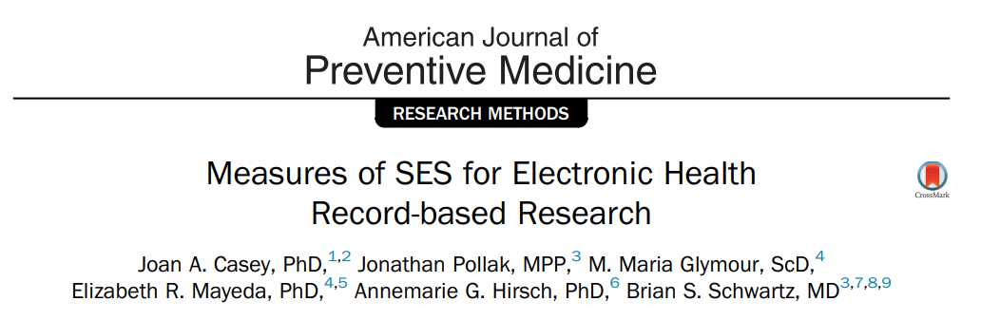 American Journal of
Preventive Medicine
RESEARCH METHODS
Measures of SES for Electronic Health
Record-based Research
CrossMark
Joan A. Casey, PhD,1,2 Jonathan Pollak, MPP,3 M. Maria Glymour, ScD,4
Elizabeth R. Mayeda, PhD,4,5 Annemarie G. Hirsch, PhD,6 Brian S. Schwartz, MD3,7,8,9